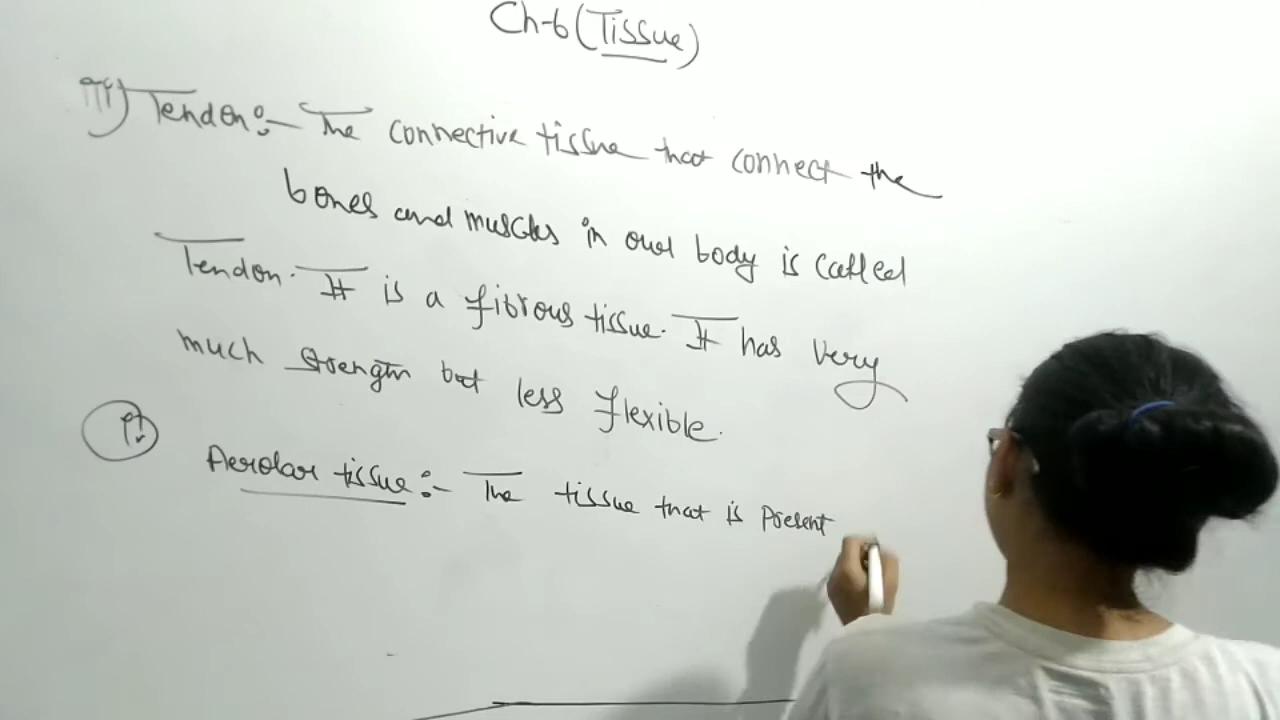 Ch-6 (Tissue)
III) Tendon:- The connective tissue that connect the
bones and muscles in our body is called
Tendon. It is a fibrous tissue. It has very
much strength but less flexible.
Aerolar tissue:- The tissue that is Present